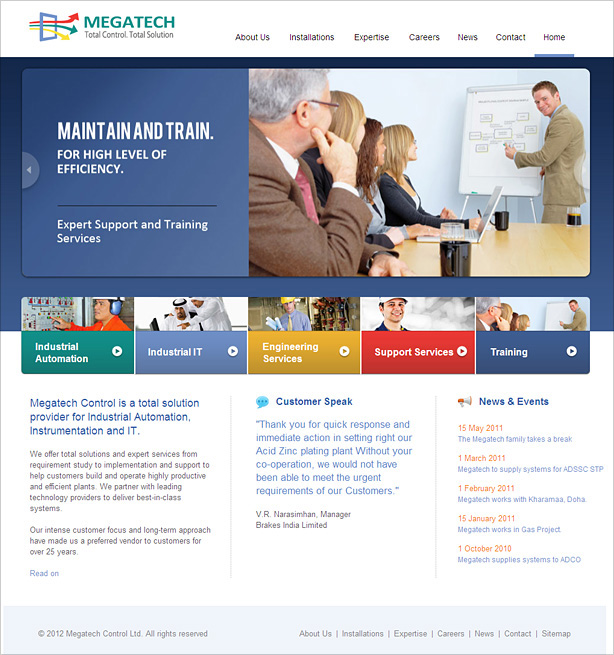 MEGATECH
Total Control. Total Solution
About Us Installations Expertise Careers News Contact Home
MAINTAIN AND TRAIN.
FOR HIGH LEVEL OF
EFFICIENCY.
Expert Support and Training
Services
Industrial
Automation
Industrial IT
Engineering
Services
Support Services
Training
Megatech Control is a total solution
provider for Industrial Automation,
Instrumentation and IT.
We offer total solutions and expert services from
requirement study to implementation and support to
help customers build and operate highly productive
and efficient plants. We partner with leading
technology providers to deliver best-in-class
systems.
Our intense customer focus and long-term approach
have made us a preferred vendor to customers for
over 25 years.
Read on
Customer Speak
"Thank you for quick response and
immediate action in setting right our
Acid Zinc plating plant Without your
co-operation, we would not have
been able to meet the urgent
requirements of our Customers."
V.R. Narasimhan, Manager
Brakes India Limited
News & Events
15 May 2011
The Megatech family takes a break
1 March 2011
Megatech to supply systems for ADSSC STP
1 February 2011
Megatech works with Kharamaa, Doha.
15 January 2011
Megatech works in Gas Project.
1 October 2010
Megatech supplies systems to ADCO
© 2012 Megatech Control Ltd. All rights reserved
About Us | Installations | Expertise | Careers | News | Contact | Sitemap